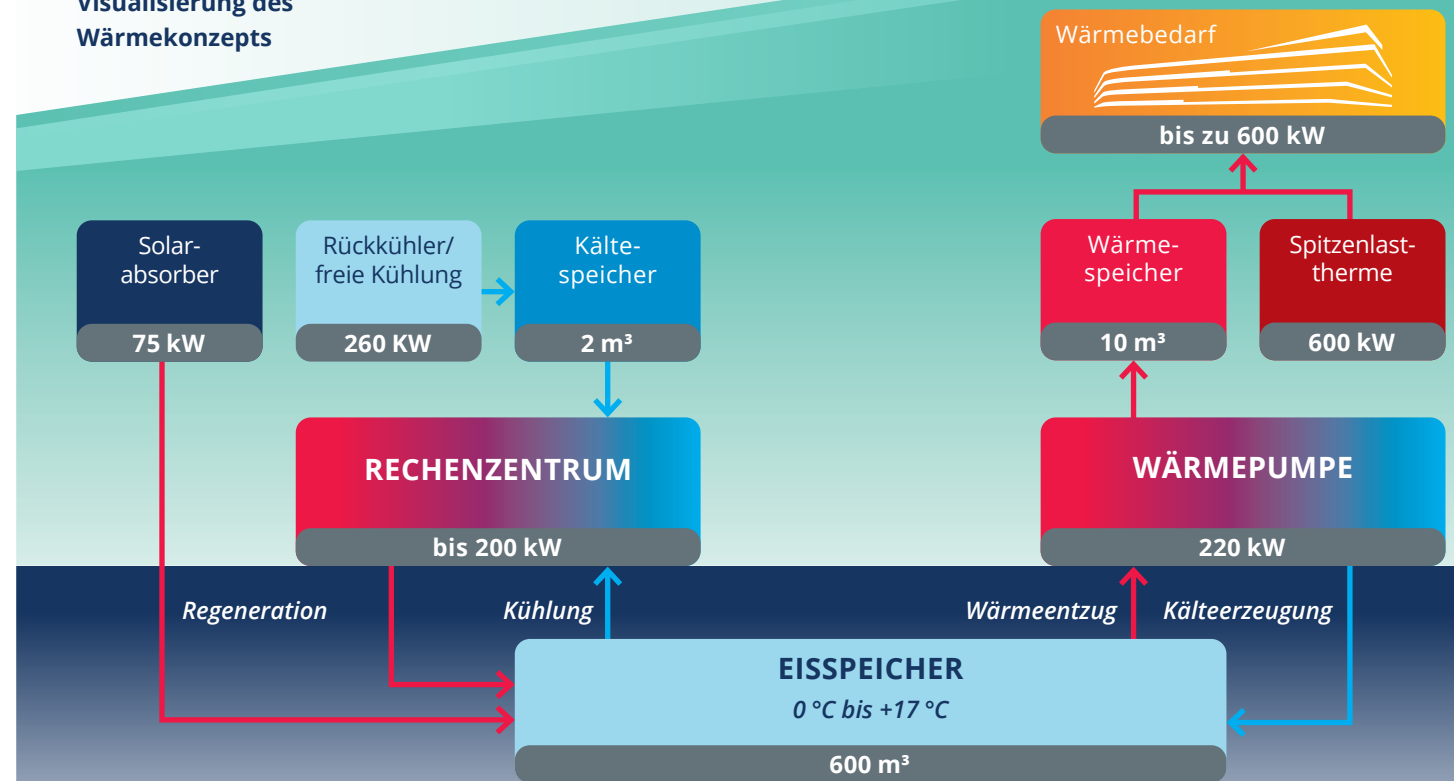 Visualisierung des
Wärmekonzepts
Wärmebedarf
bis zu 600 kW
Solar-
absorber
75 kW
Rückkühler/
freie Kühlung
260 KW
Kälte-
speicher
2 m³
Wärme-
speicher
10 m³
Spitzenlast-
therme
600 kW
RECHENZENTRUM
bis 200 kW
WÄRMEPUMPE
220 kW
Regeneration
Kühlung
Wärmeentzug
Kälteerzeugung
EISSPEICHER
0 °C bis +17 °C
600 m³